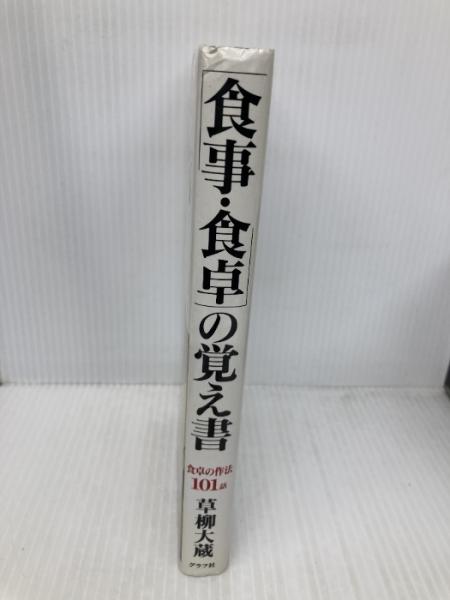 「食事・食卓」の覚え書
食卓の作法
101話
草柳大蔵
グラフ社